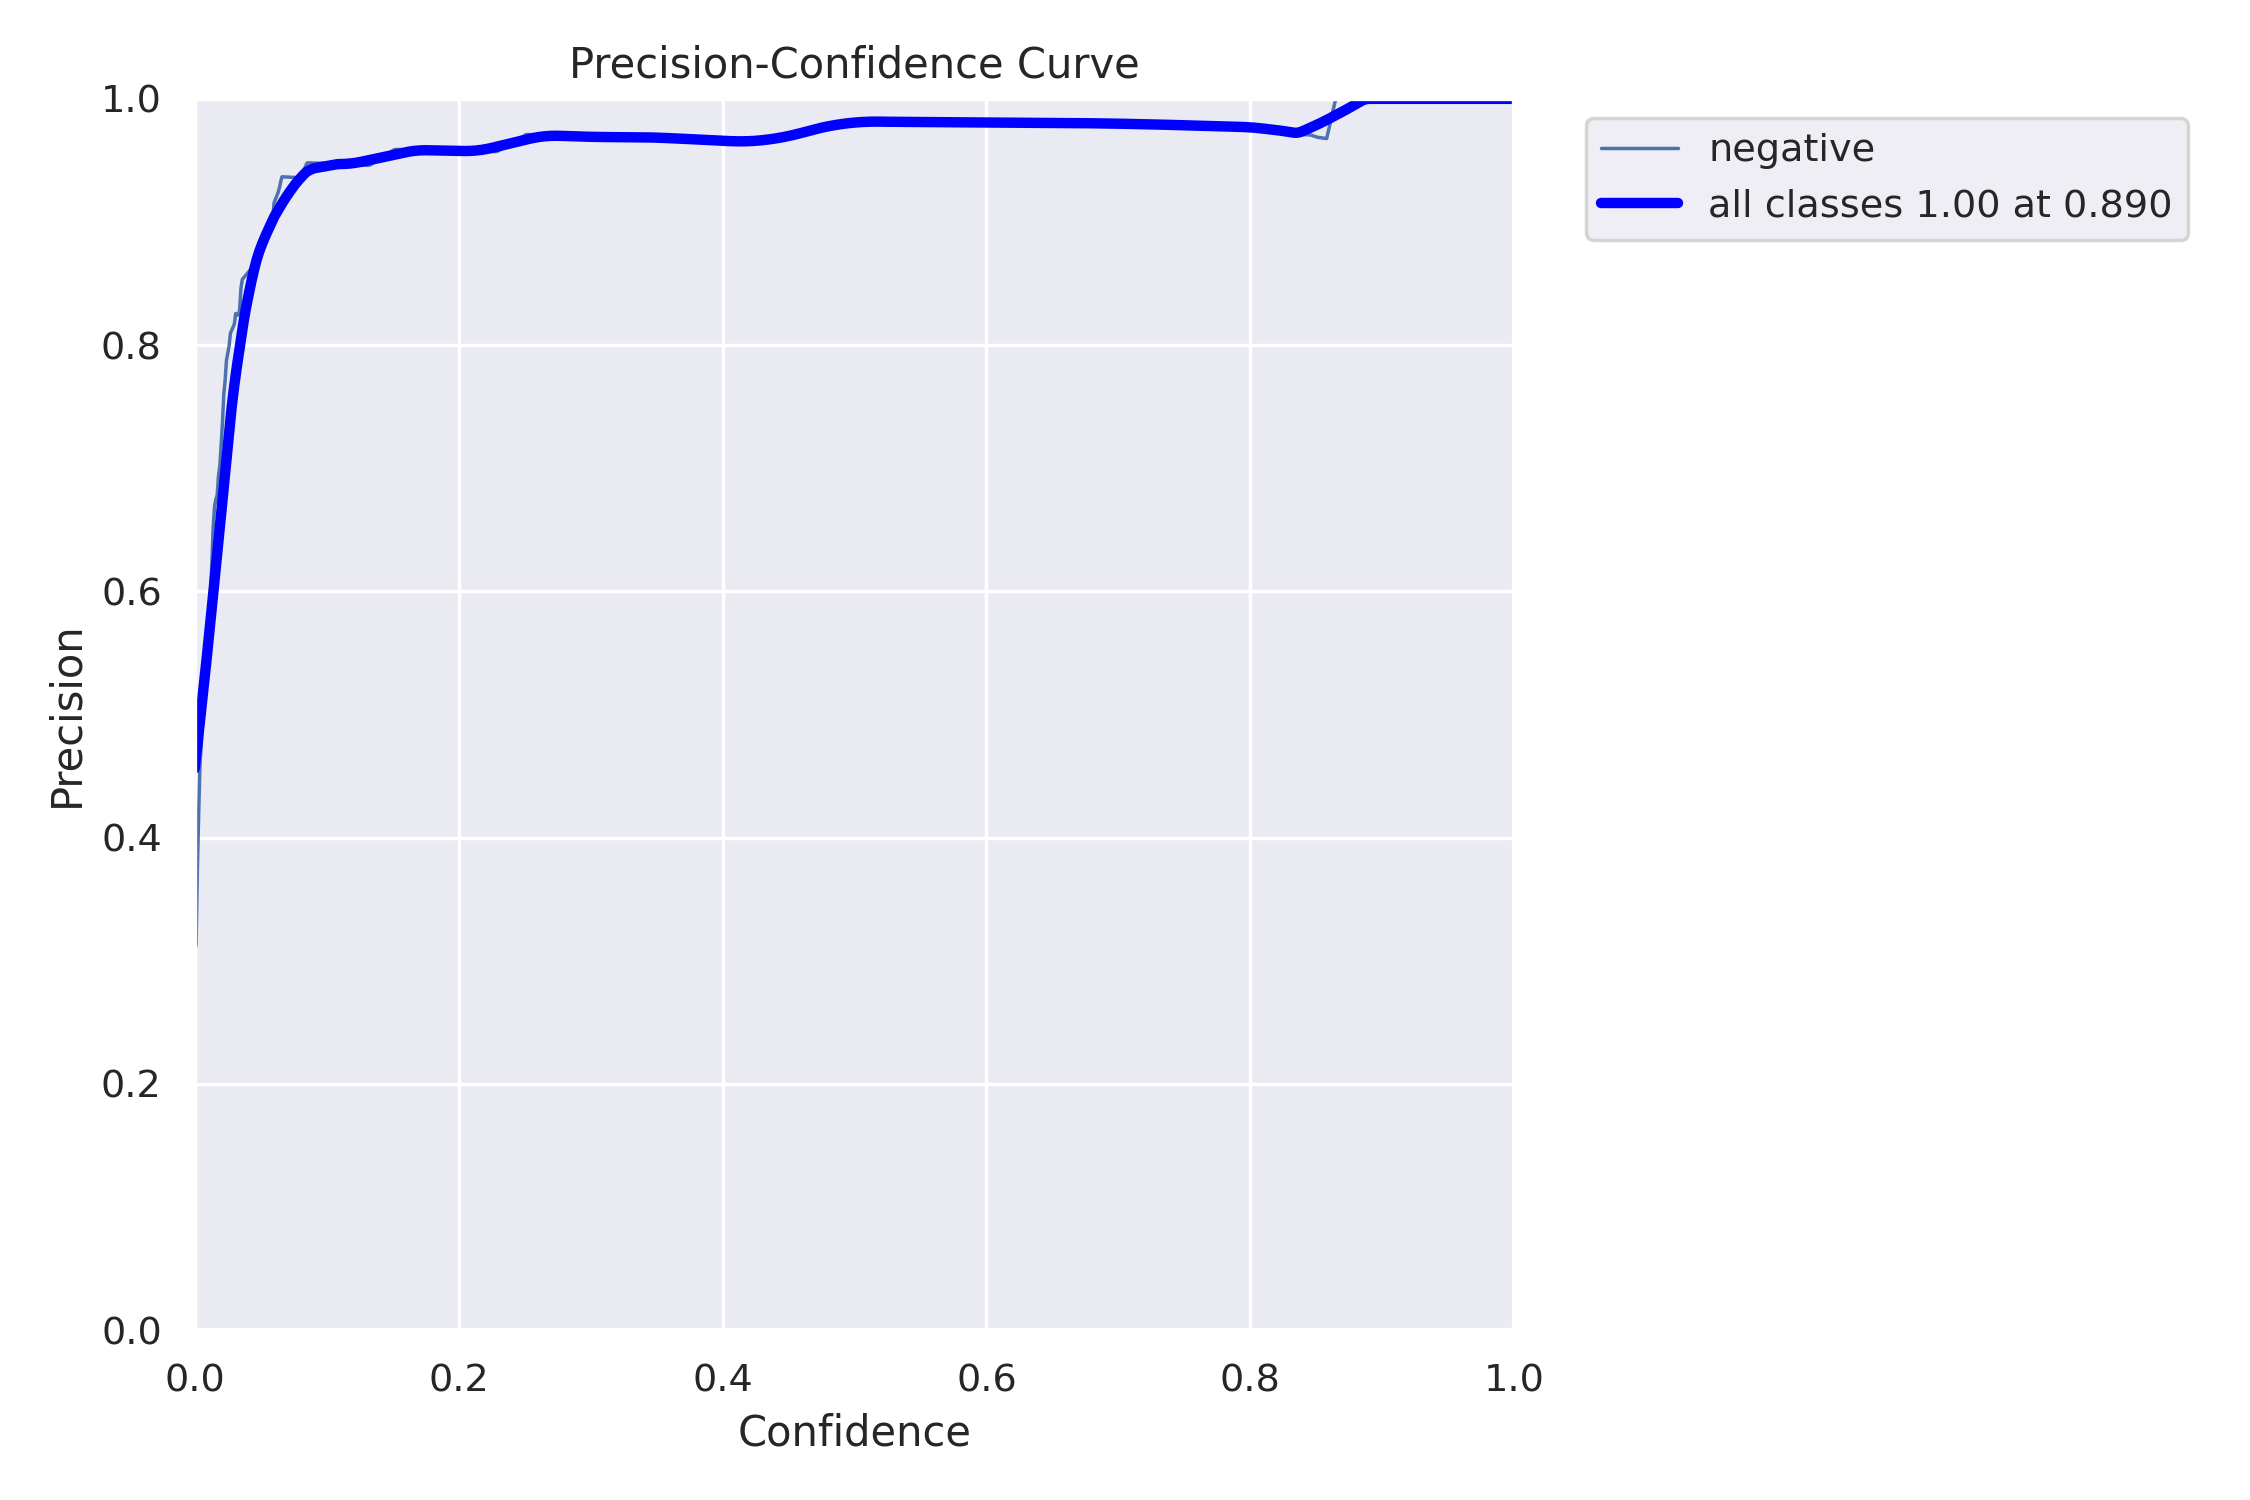 Precision-Confidence Curve
1.0
0.8
0.6
0.4
0.2
0.0
Precision
0.0 0.2 0.4 0.6 0.8 1.0
Confidence
negative
all classes 1.00 at 0.890